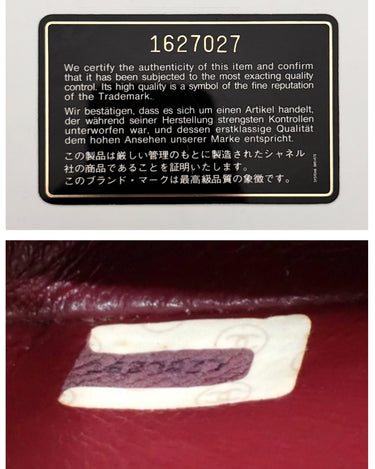 1627027
We certify the authenticity of this item and confirm
that it has been subjected to the most exacting quality
control. Its high quality is a symbol of the fine reputation
of the Trademark.
Wir bestätigen, dass es sich um einen Artikel handelt,
der während seiner Herstellung strengsten Kontrollen
unterworfen war, und dessen erstklassige Qualität
dem hohen Ansehen unserer Marke entspricht.
この製品は厳しい管理のもとに製造されたシャネル
社の商品であることを証明いたします。
このブランド・マークは最高級品質の象徴です。